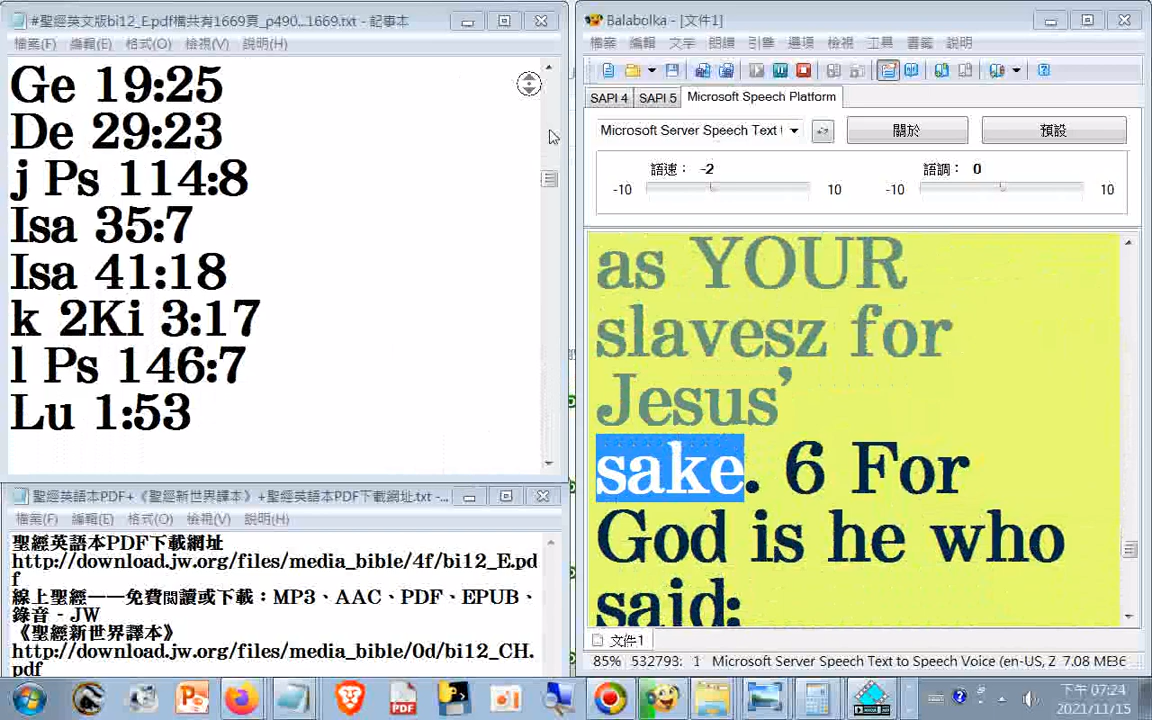 #聖經英文版bi12_E.pdf檔共有1669頁_p490...1669.txt - 記事本
檔案(F) 編輯(E) 格式(O) 檢視(V) 說明(H)
Ge 19:25
De 29:23
j Ps 114:8
Isa 35:7
Isa 41:18
k 2Ki 3:17
l Ps 146:7
Lu 1:53
聖經英語本PDF+《聖經新世界譯本》+聖經英語本PDF下載網址.txt -...
檔案(F) 編輯(E) 格式(O) 檢視(V) 說明(H)
聖經英語本PDF下載網址
http://download.jw.org/files/media_bible/4f/bi12_E.pd
f
線上聖經——免費閱讀或下載：MP3、AAC、PDF、EPUB、
錄音 - JW
《聖經新世界譯本》
http://download.jw.org/files/media_bible/0d/bi12_CH.
pdf
Balabolka - [文件1]
檔案 編輯 文字 朗讀 引擎 選項 檢視 工具 書籤 說明
SAPI 4 SAPI 5 Microsoft Speech Platform
Microsoft Server Speech Text 關於 預設
語速： -2 語調： 0
-10 10 -10 10
as YOUR
slavesz for
Jesus’
sake. 6 For
God is he who
said:
文件1
85% 532793: 1 Microsoft Server Speech Text to Speech Voice (en-US, Z 7.08 MB
下午 07:24
2021/11/15